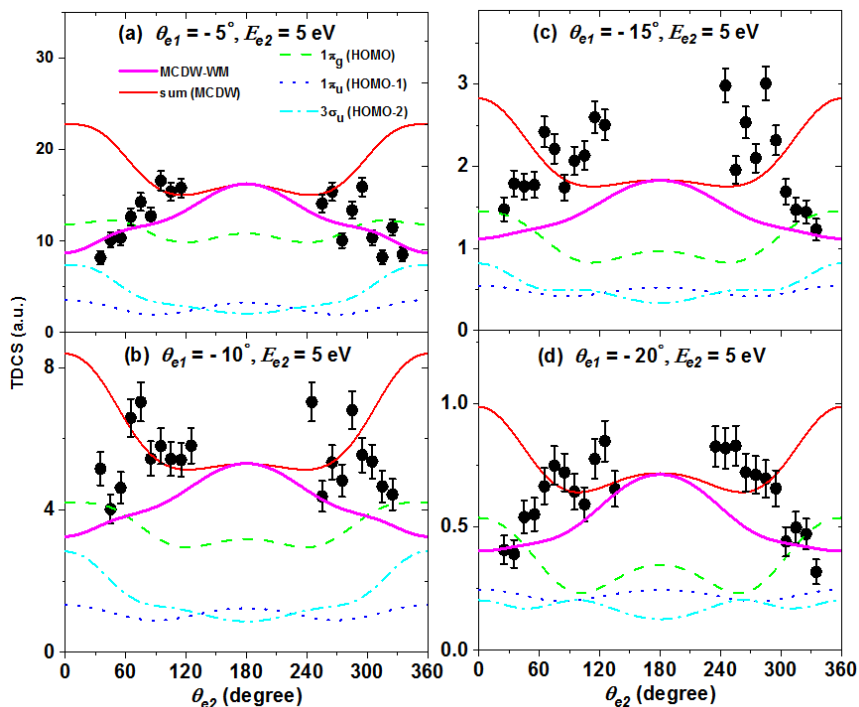 (a) θe1 = - 5°, Ee2 = 5 eV
MCDW-WM
sum (MCDW)
1πg (HOMO)
1πu (HOMO-1)
3σu (HOMO-2)
35
30
20
10
0
(c) θe1 = - 15°, Ee2 = 5 eV
3
2
1
0
(b) θe1 = - 10°, Ee2 = 5 eV
8
4
0
0 60 120 180 240 300 360
θe2 (degree)
(d) θe1 = - 20°, Ee2 = 5 eV
1.0
0.5
0.0
0 60 120 180 240 300 360
θe2 (degree)
TDCS (a.u.)